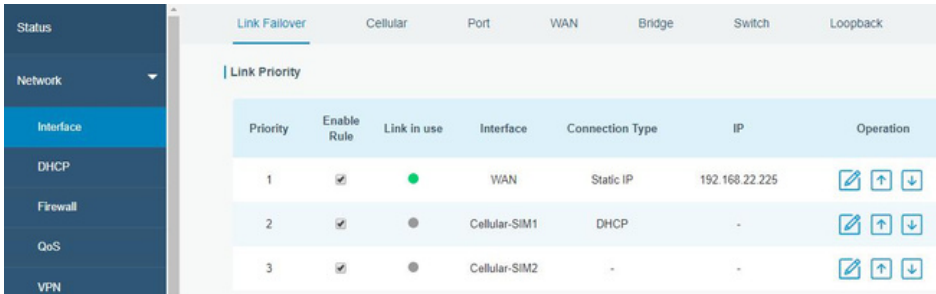 Status
Network
Interface
DHCP
Firewall
QoS
VPN
Link Failover Cellular Port WAN Bridge Switch Loopback
Link Priority
Priority Enable Rule Link in use Interface Connection Type IP Operation
1 WAN Static IP 192.168.22.225
2 Cellular-SIM1 DHCP -
3 Cellular-SIM2 - -